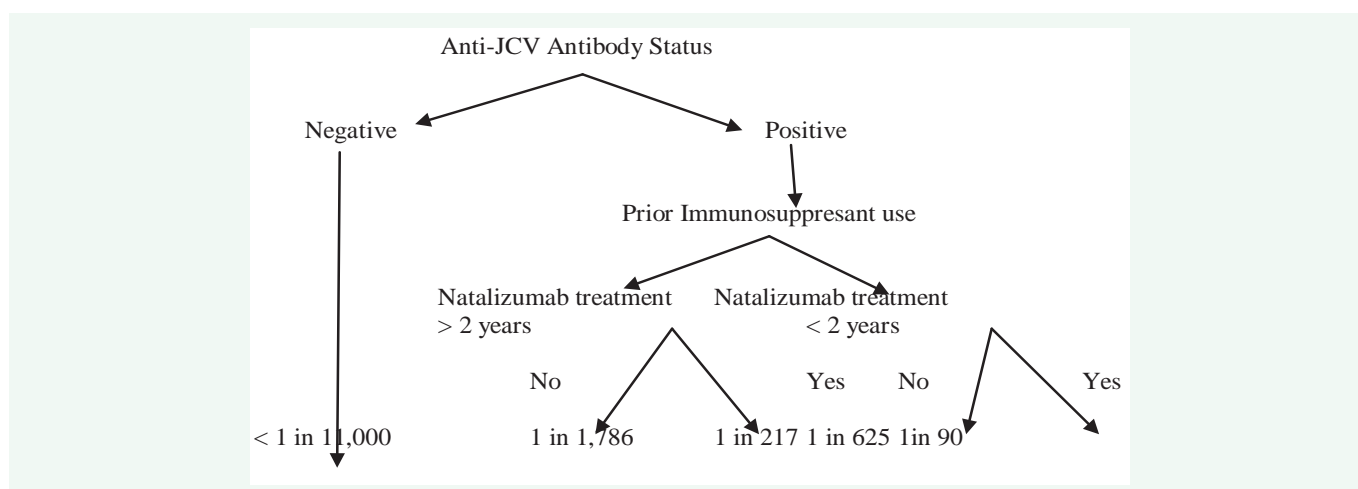 Anti-JCV Antibody Status
Negative Positive
Prior Immunosuppresant use
Natalizumab treatment Natalizumab treatment
> 2 years < 2 years
No Yes No Yes
< 1 in 11,000 1 in 1,786 1 in 217 1 in 625 1in 90